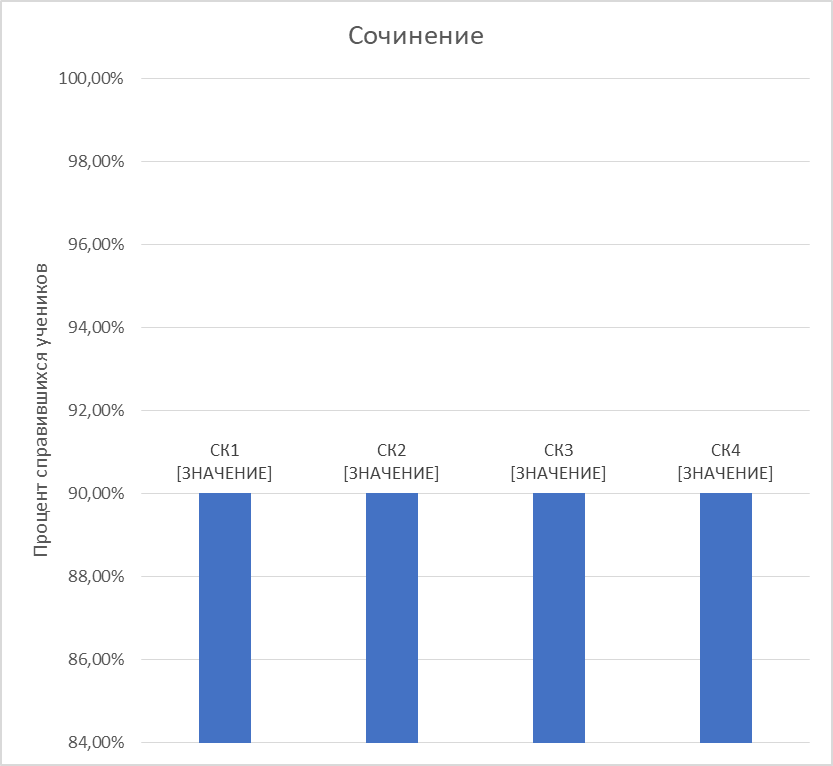 Сочинение
Процент справившихся учеников
100,00%
98,00%
96,00%
94,00%
92,00%
90,00%
88,00%
86,00%
84,00%
СК1
[ЗНАЧЕНИЕ]
СК2
[ЗНАЧЕНИЕ]
СК3
[ЗНАЧЕНИЕ]
СК4
[ЗНАЧЕНИЕ]